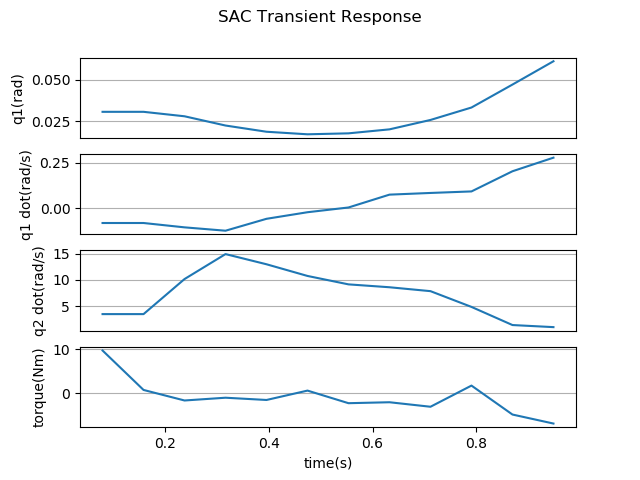 SAC Transient Response
q1(rad)
0.050
0.025
q1 dot(rad/s)
0.25
0.00
q2 dot(rad/s)
15
10
5
torque(Nm)
10
0
0.2 0.4 0.6 0.8
time(s)